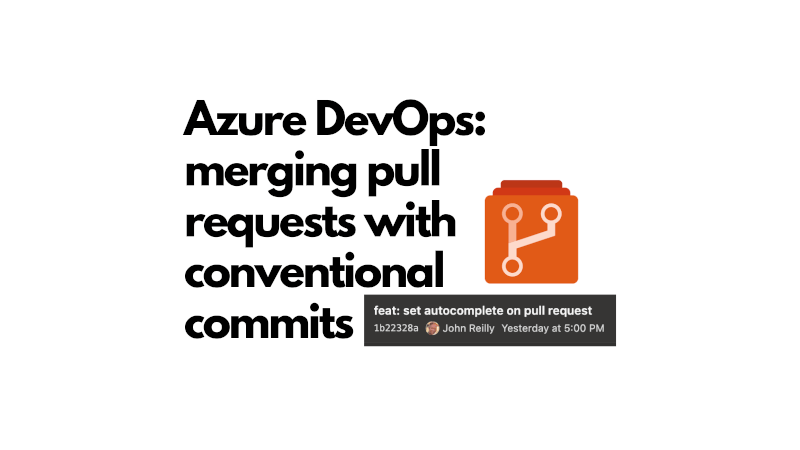 Azure DevOps:
merging pull
requests with
conventional
commits
feat: set autocomplete on pull request
1b22328a John Reilly Yesterday at 5:00 PM